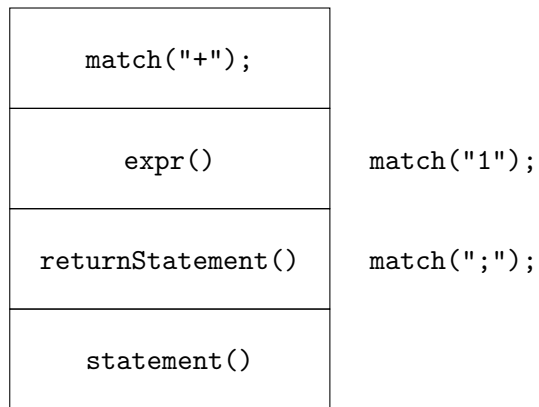 match("+");
expr() match("1");
returnStatement() match(";");
statement()